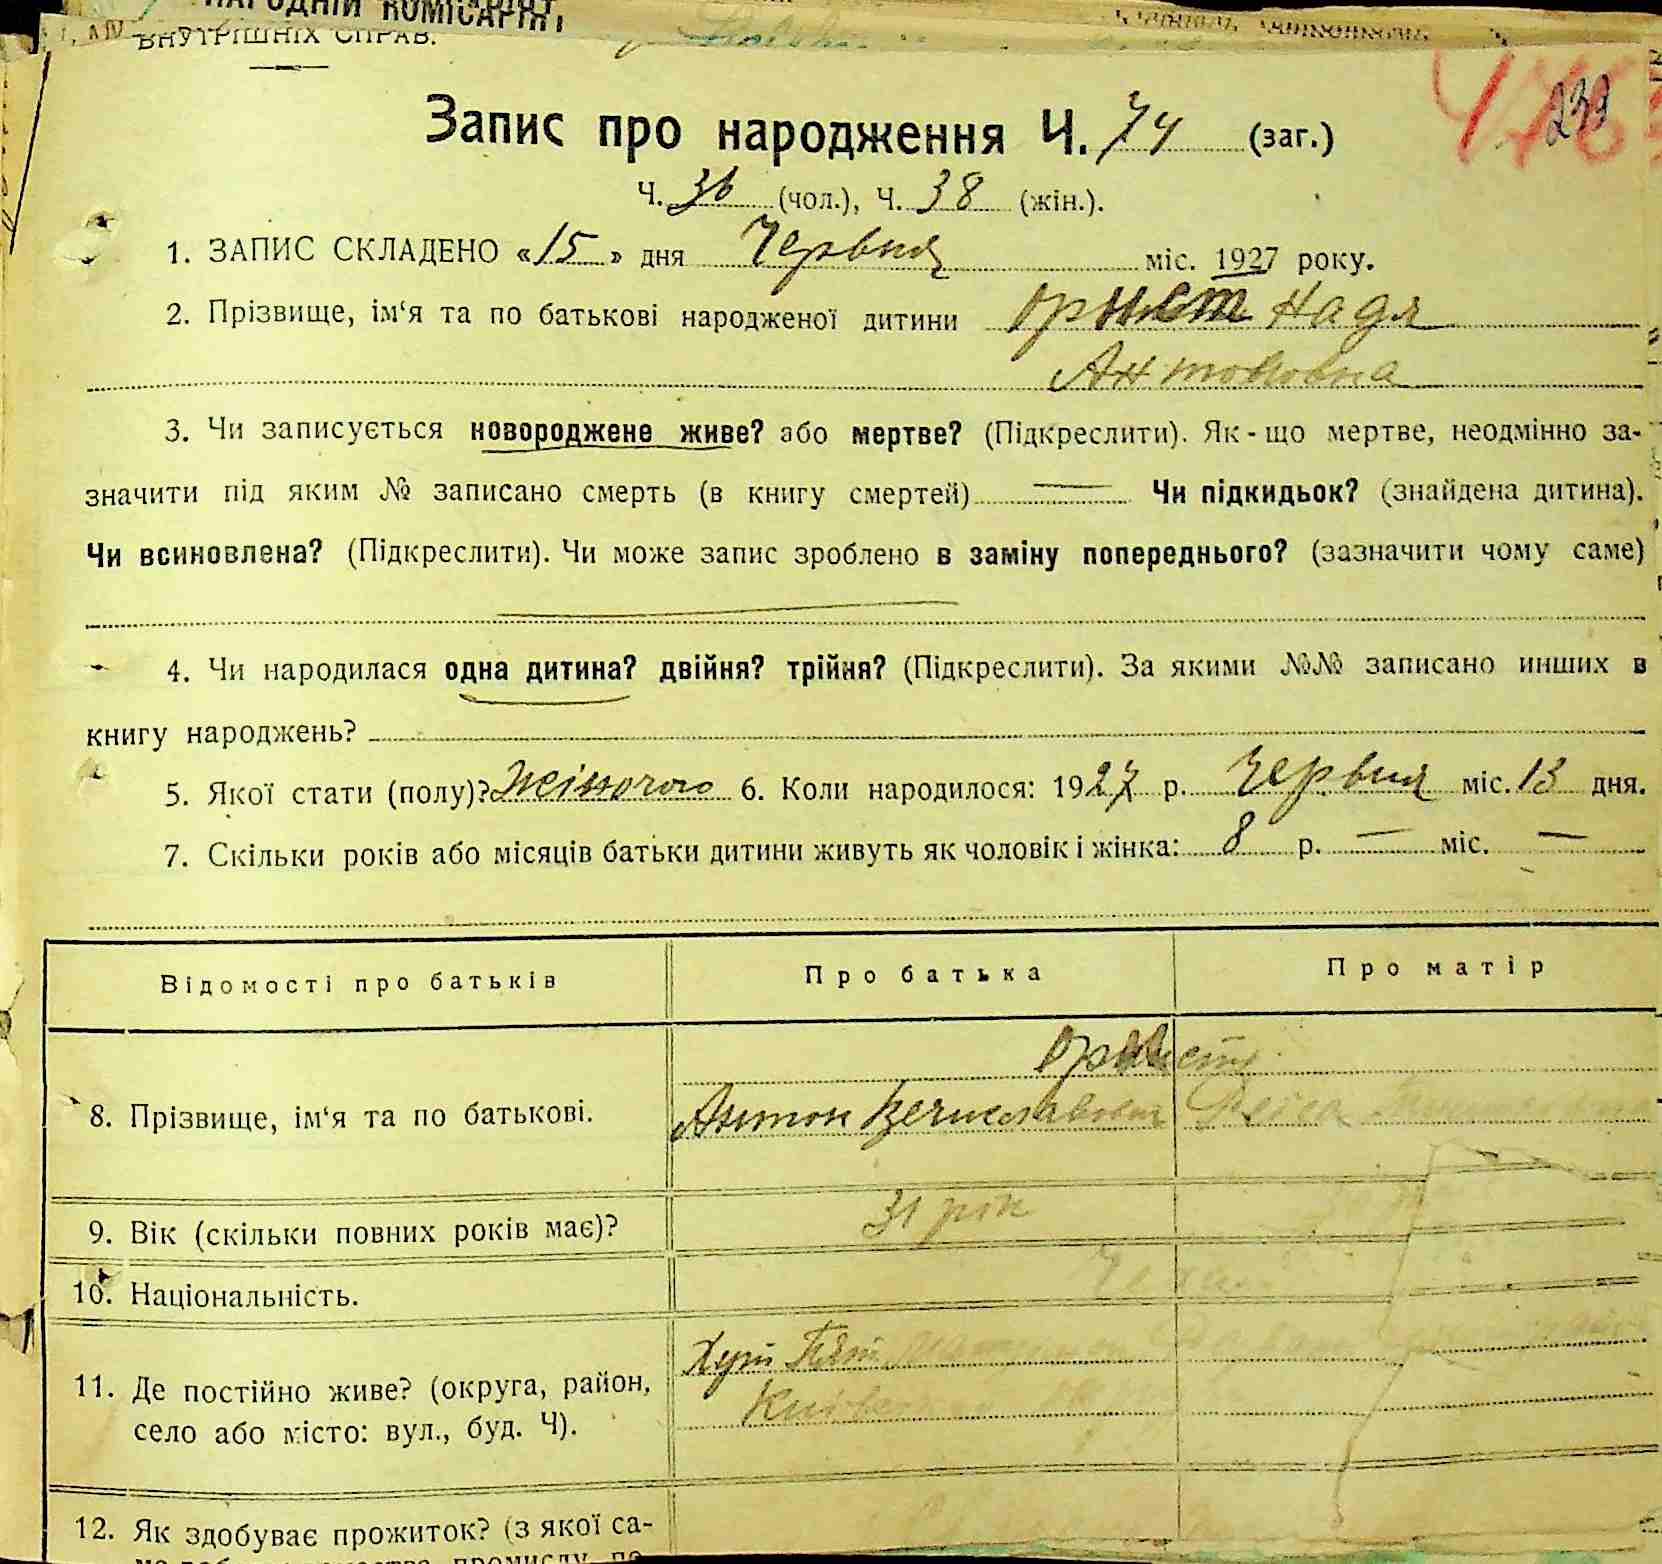 НАРОДНІЙ КОМІСАРІЯТ
ВНУТРІШНІХ СПРАВ.
233
Запис про народження Ч. 74 (заг.)
Ч. 36 (чол.), Ч. 38 (жін.).
1. ЗАПИС СКЛАДЕНО «15» дня Червня міс. 1927 року.
2. Прізвище, ім‘я та по батькові народженої дитини Надя
Антоновна
3. Чи записується новороджене живе? або мертве? (Підкреслити). Як-що мертве, неодмінно за-
значити під яким № записано смерть (в книгу смертей) — Чи підкидьок? (знайдена дитина).
Чи всиновлена? (Підкреслити). Чи може запис зроблено в заміну попереднього? (зазначити чому саме)
4. Чи народилася одна дитина? двійня? трійня? (Підкреслити). За якими №№ записано инших в
книгу народжень?
5. Якої стати (полу)? Жіночого 6. Коли народилося: 1927 р. Червня міс. 13 дня.
7. Скільки років або місяців батьки дитини живуть як чоловік і жінка: 8 р. — міс. —
Відомості про батьків Про батька Про матір
8. Прізвище, ім‘я та по батькові. Антон
9. Вік (скільки повних років має)? 31 рік
10. Національність.
11. Де постійно живе? (округа, район, Хут
село або місто: вул., буд. Ч).
12. Як здобуває прожиток? (з якої са-